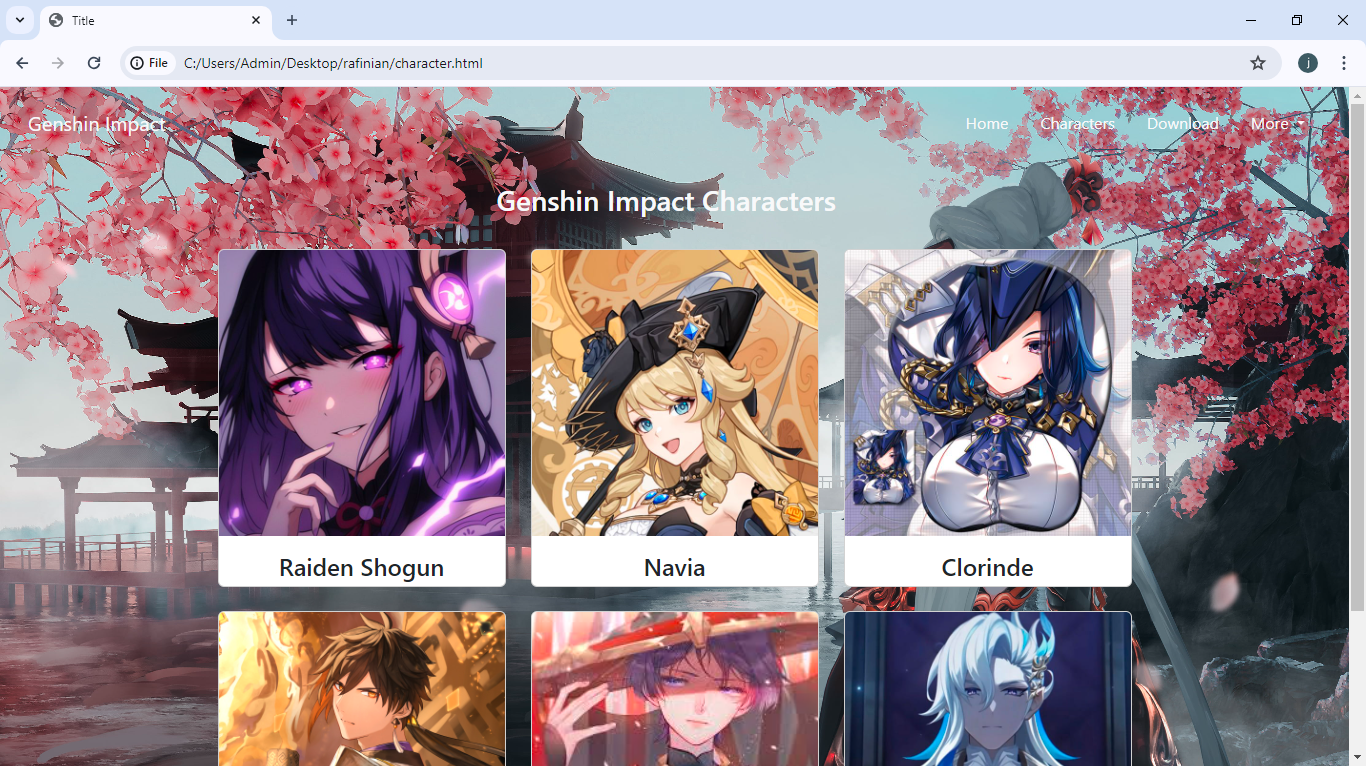 Title
File C:/Users/Admin/Desktop/rafinian/character.html
j
Genshin Impact
Home Characters Download More
Genshin Impact Characters
Raiden Shogun Navia Clorinde